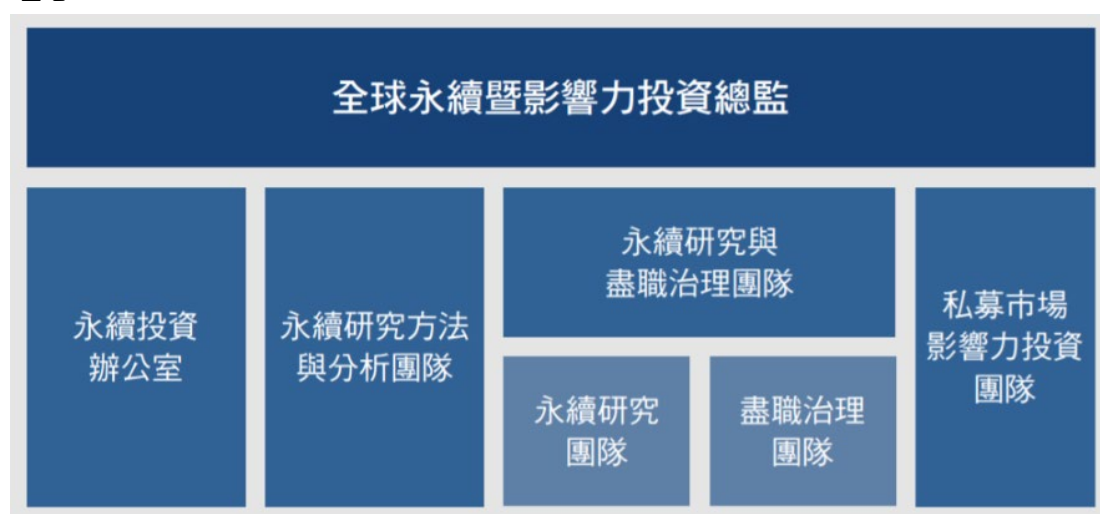 全球永續暨影響力投資總監
永續投資
辦公室
永續研究方法
與分析團隊
永續研究與
盡職治理團隊
永續研究
團隊
盡職治理
團隊
私募市場
影響力投資
團隊